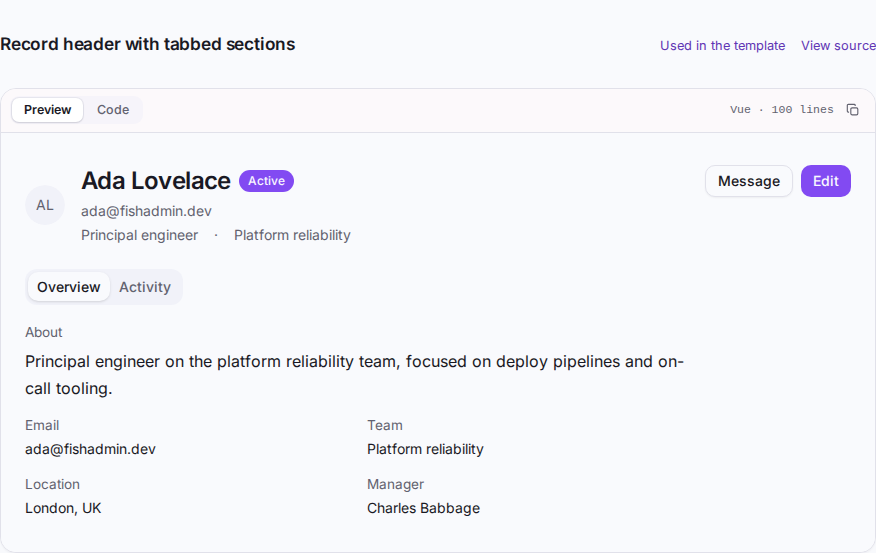 Record header with tabbed sections
Used in the template View source
Preview Code
Vue · 100 lines
AL
Ada Lovelace Active
Message Edit
ada@fishadmin.dev
Principal engineer · Platform reliability
Overview Activity
About
Principal engineer on the platform reliability team, focused on deploy pipelines and on-
call tooling.
Email Team
ada@fishadmin.dev Platform reliability
Location Manager
London, UK Charles Babbage